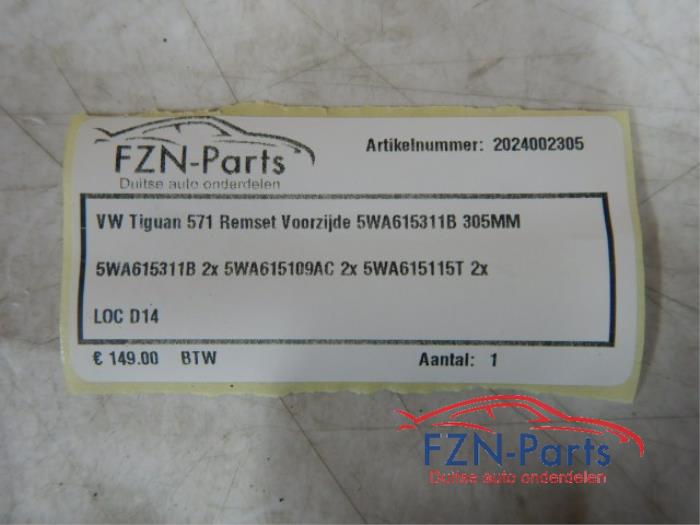 FZN-Parts
Duitse auto onderdelen
Artikelnummer: 2024002305
VW Tiguan 571 Remset Voorzijde 5WA615311B 305MM
5WA615311B 2x 5WA615109AC 2x 5WA615115T 2x
LOC D14
€ 149.00 BTW
Aantal: 1
FZN-Parts
Duitse auto onderdelen